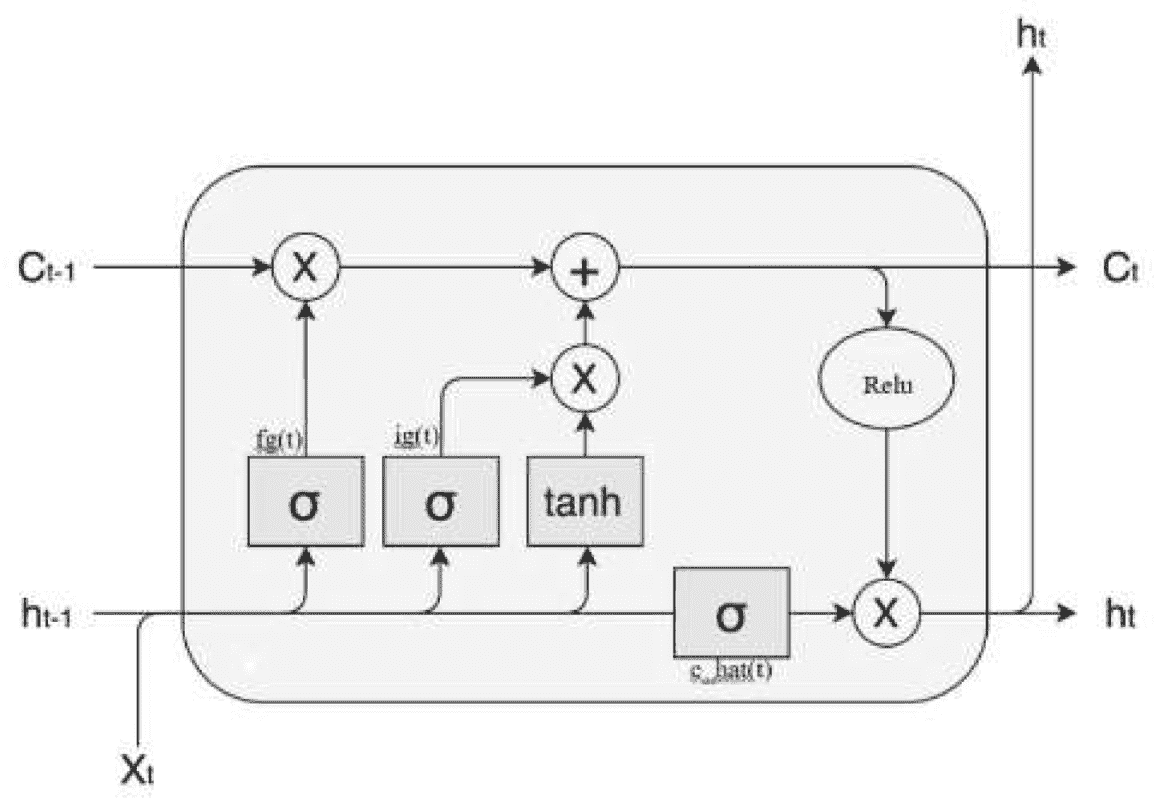 ht
Ct-1
X
+
Ct
X
Relu
fg(t)
ig(t)
σ
σ
tanh
ht-1
σ
X
ht
c_hat(t)
Xt